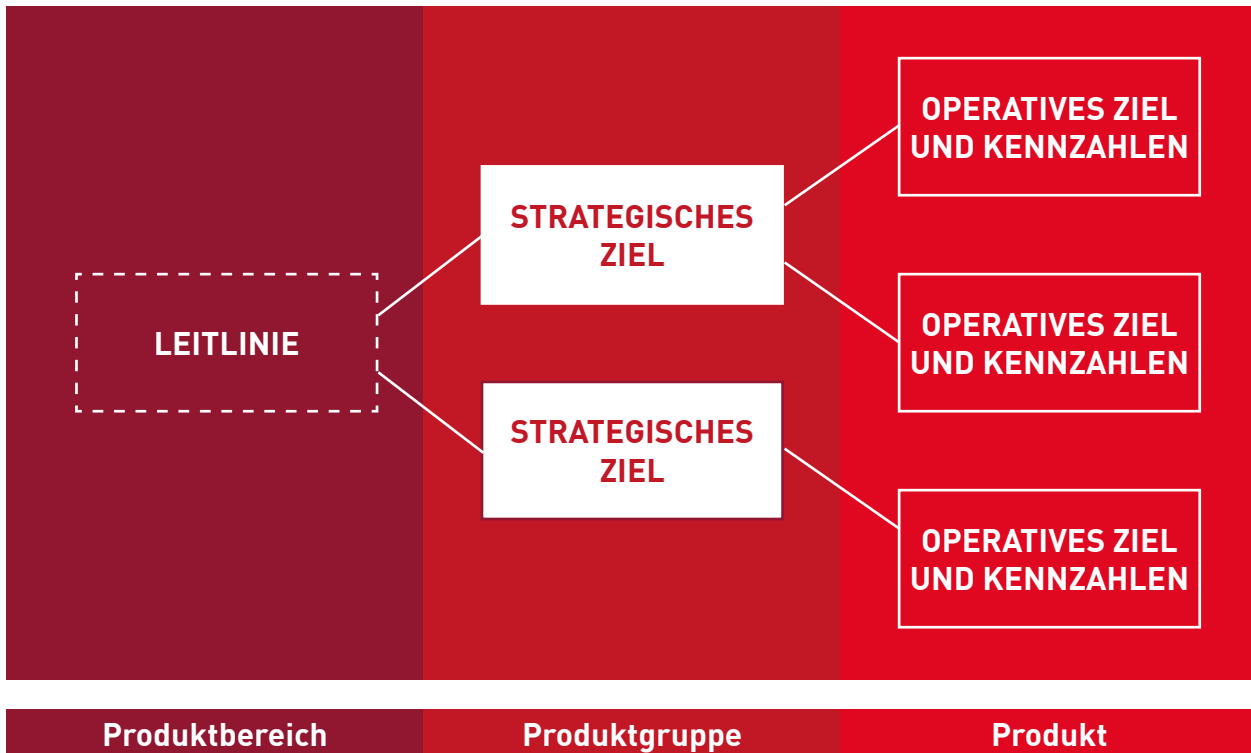 LEITLINIE
STRATEGISCHES
ZIEL
STRATEGISCHES
ZIEL
OPERATIVES ZIEL
UND KENNZAHLEN
OPERATIVES ZIEL
UND KENNZAHLEN
OPERATIVES ZIEL
UND KENNZAHLEN
Produktbereich
Produktgruppe
Produkt